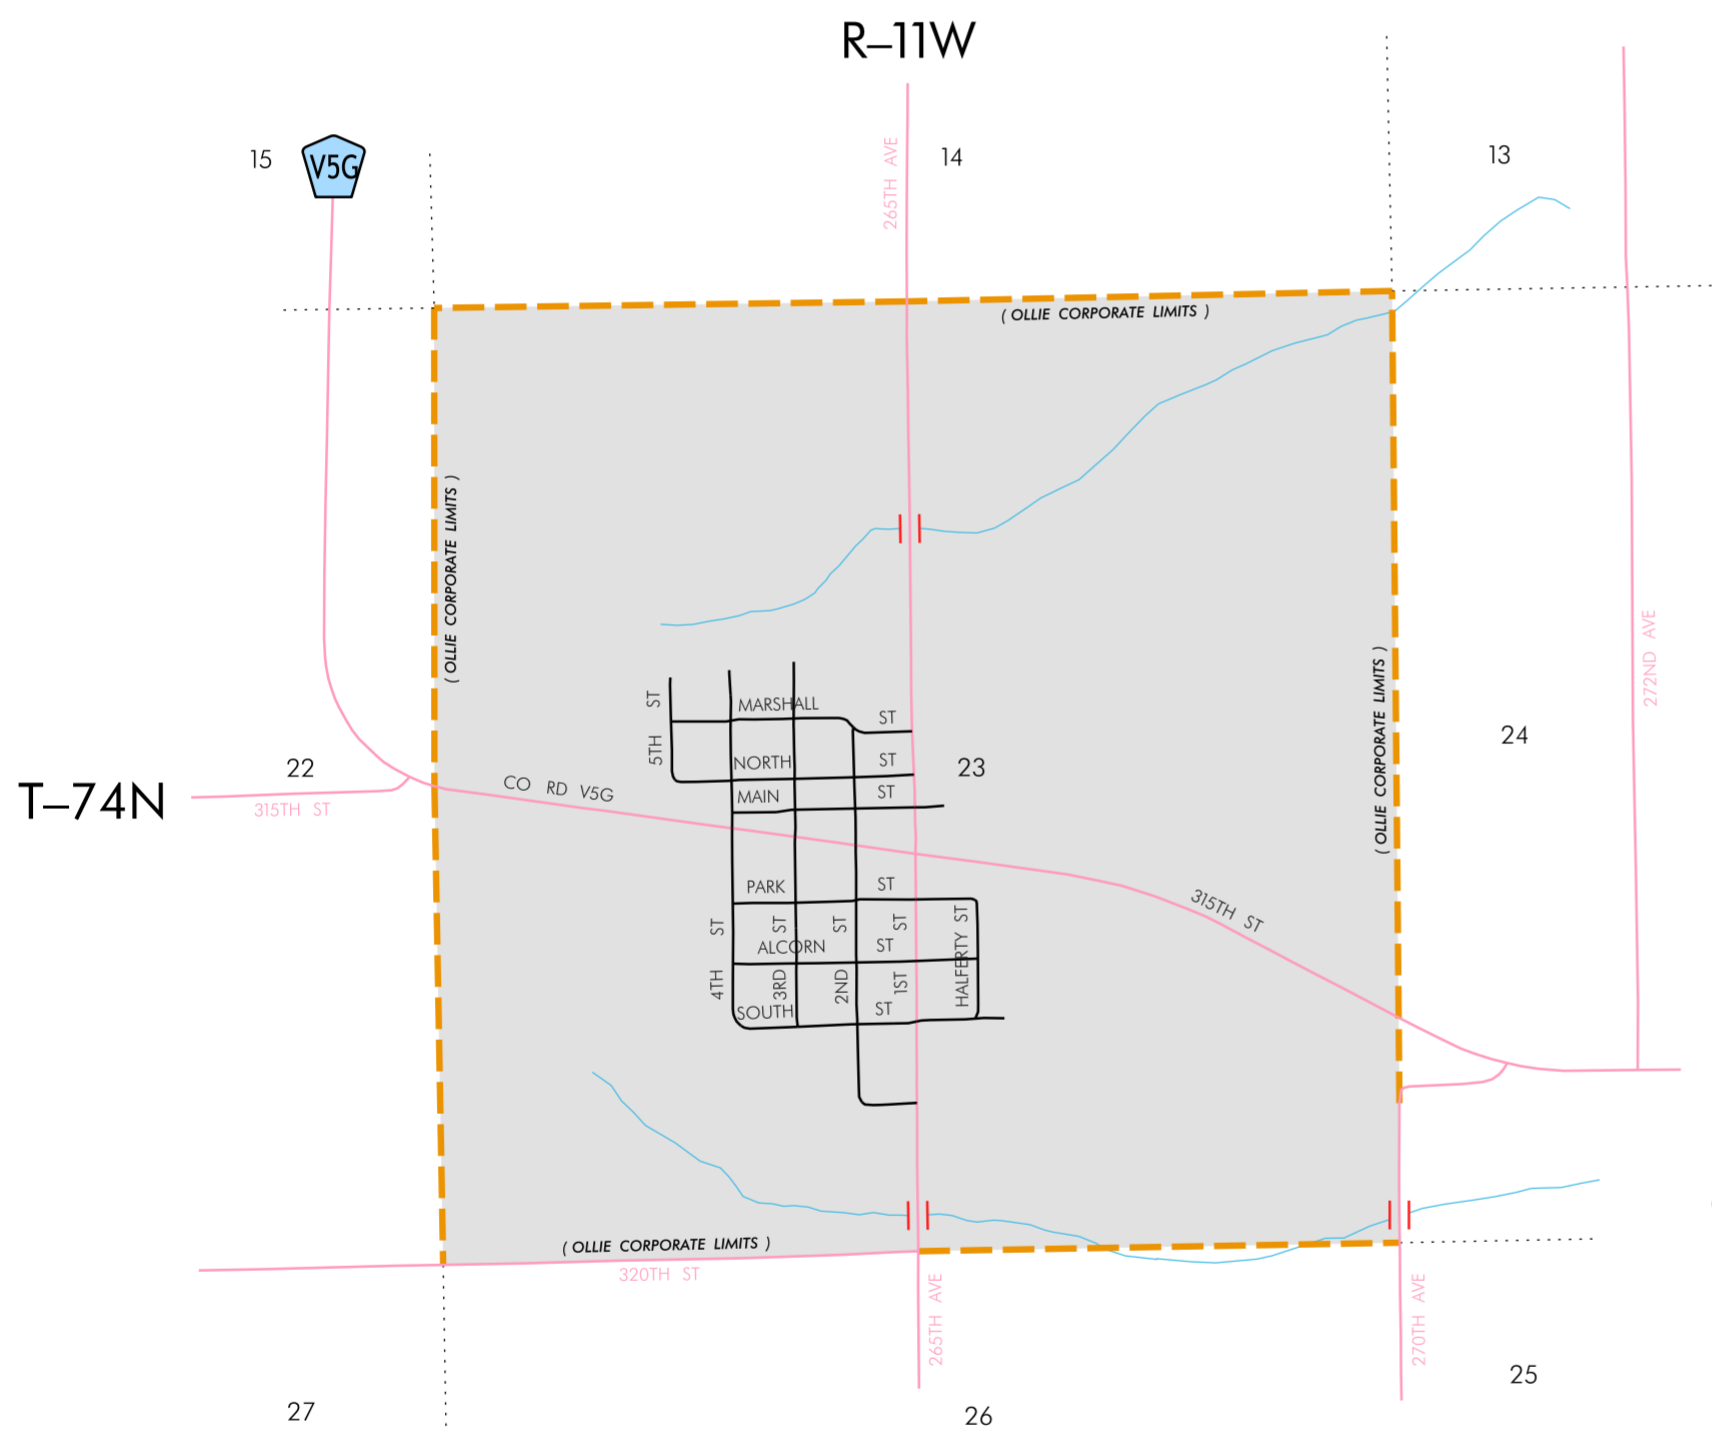 R–11W
15
V5G
265TH AVE
14
13
( OLLIE CORPORATE LIMITS )
( OLLIE CORPORATE LIMITS )
272ND AVE
( OLLIE CORPORATE LIMITS )
5TH ST
MARSHALL ST
NORTH ST
MAIN ST
22
T–74N
315TH ST
CO RD V5G
23
24
PARK ST
315TH ST
4TH ST
3RD ST
2ND ST
1ST ST
HALFERTY ST
ALCORN ST
SOUTH ST
( OLLIE CORPORATE LIMITS )
320TH ST
265TH AVE
270TH AVE
27
26
25